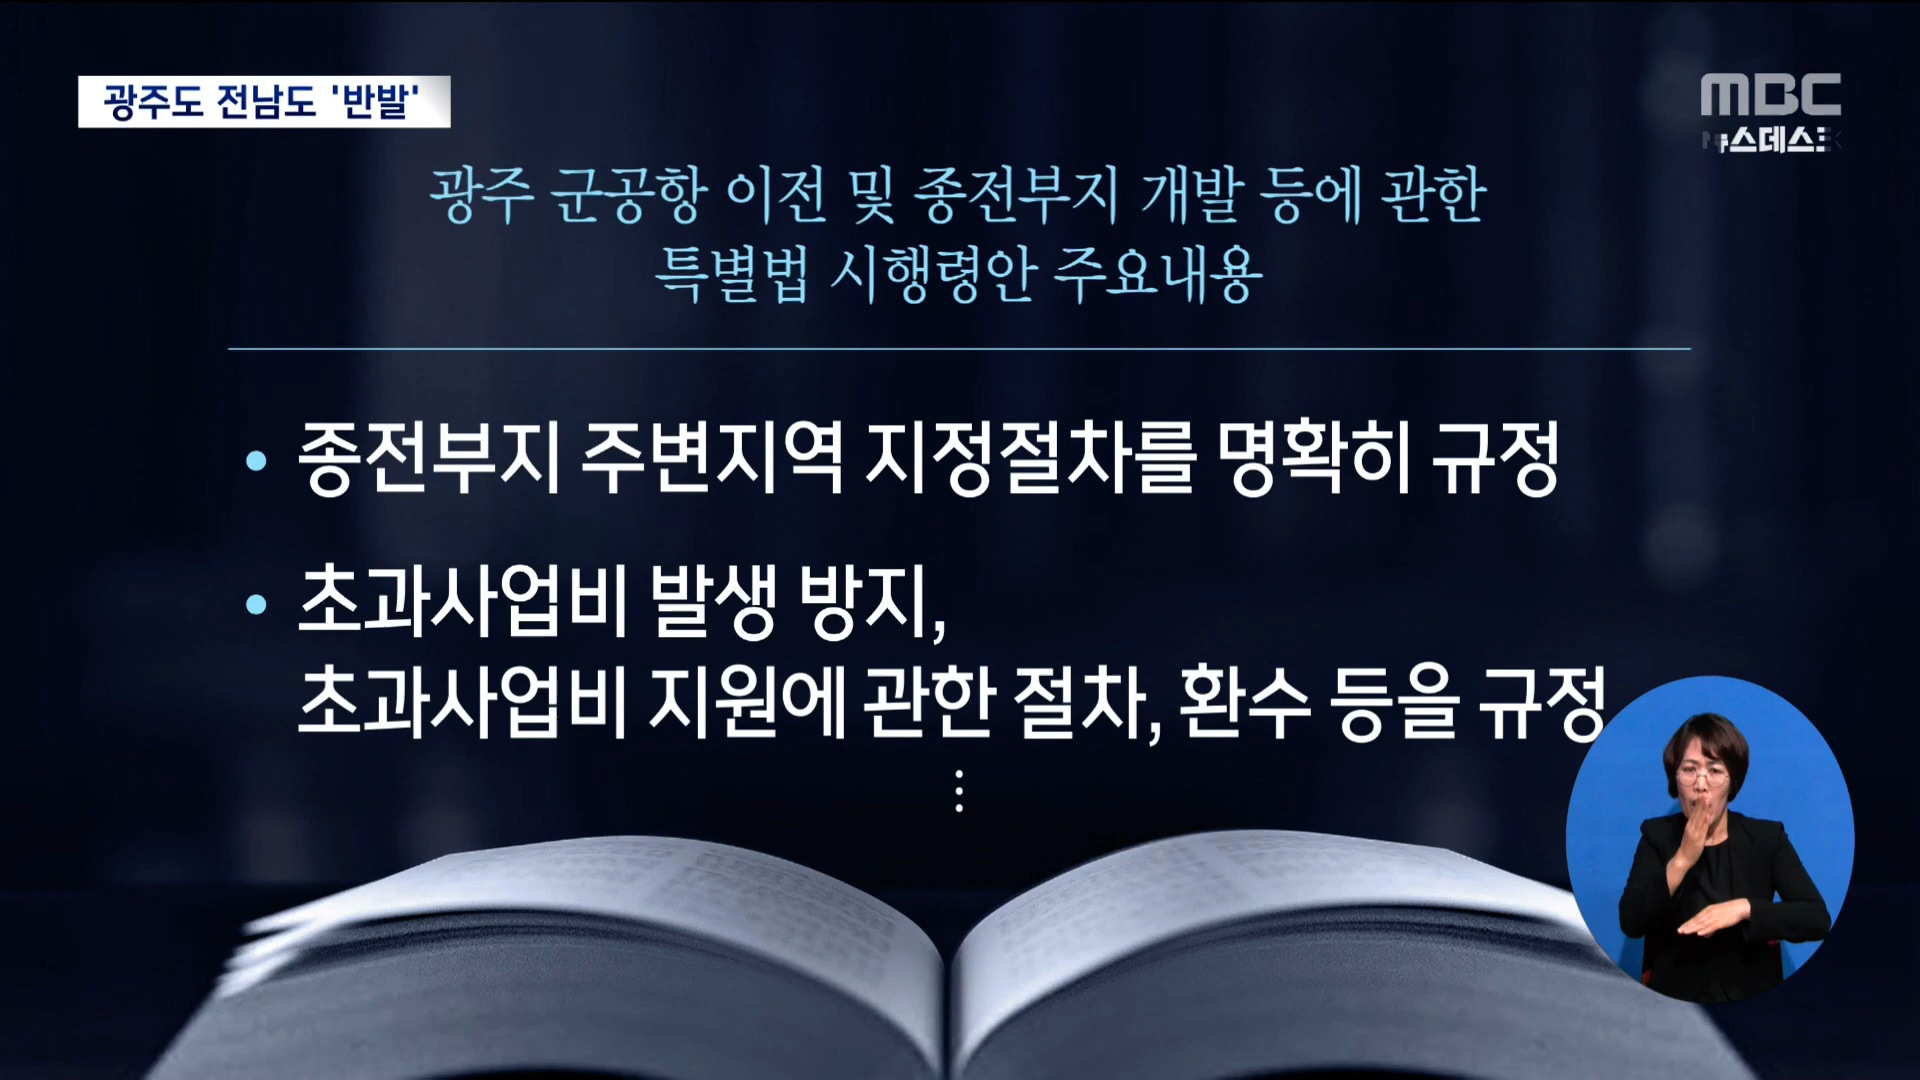 광주도 전남도 '반발'
MBC
뉴스데스크
광주 군공항 이전 및 종전부지 개발 등에 관한
특별법 시행령안 주요내용
• 종전부지 주변지역 지정절차를 명확히 규정
• 초과사업비 발생 방지,
초과사업비 지원에 관한 절차, 환수 등을 규정
⋮